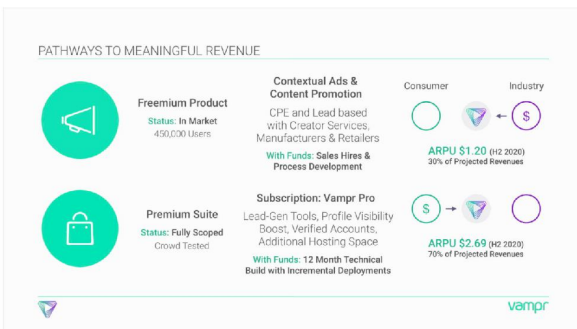 PATHWAYS TO MEANINGFUL REVENUE
Freemium Product
Status: In Market
450,000 Users
Contextual Ads &
Content Promotion
CPE and Lead based
with Creator Services,
Manufacturers & Retailers
With Funds: Sales Hires &
Process Development
Consumer
Industry
$
ARPU $1.20 (H2 2020)
30% of Projected Revenues
Premium Suite
Status: Fully Scoped
Crowd Tested
Subscription: Vampr Pro
Lead-Gen Tools, Profile Visibility
Boost, Verified Accounts,
Additional Hosting Space
With Funds: 12 Month Technical
Build with Incremental Deployments
$
ARPU $2.69 (H2 2020)
70% of Projected Revenues
vampr